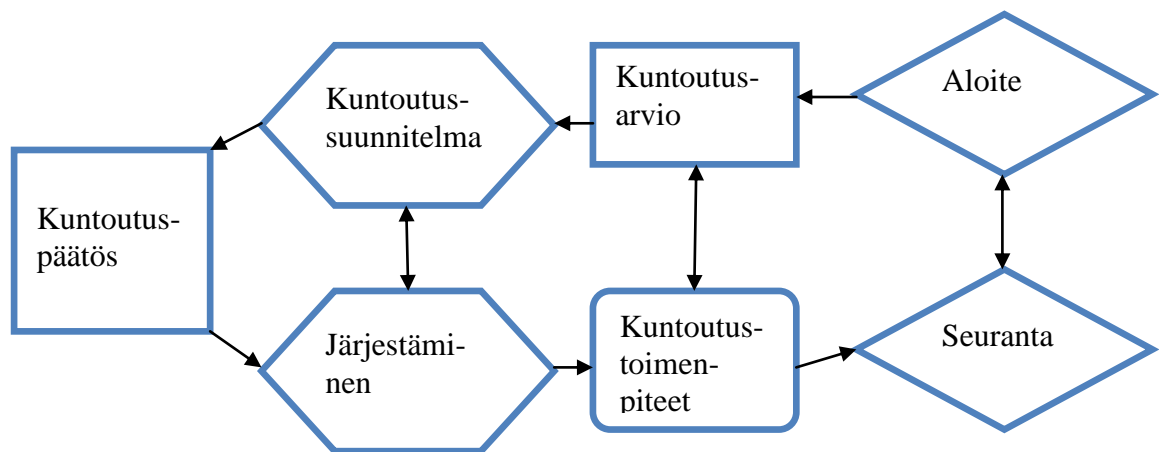 Kuntoutus-
suunnitelma
Kuntoutus-
arvio
Aloite
Kuntoutus-
päätös
Järjestämi-
nen
Kuntoutus-
toimen-
piteet
Seuranta